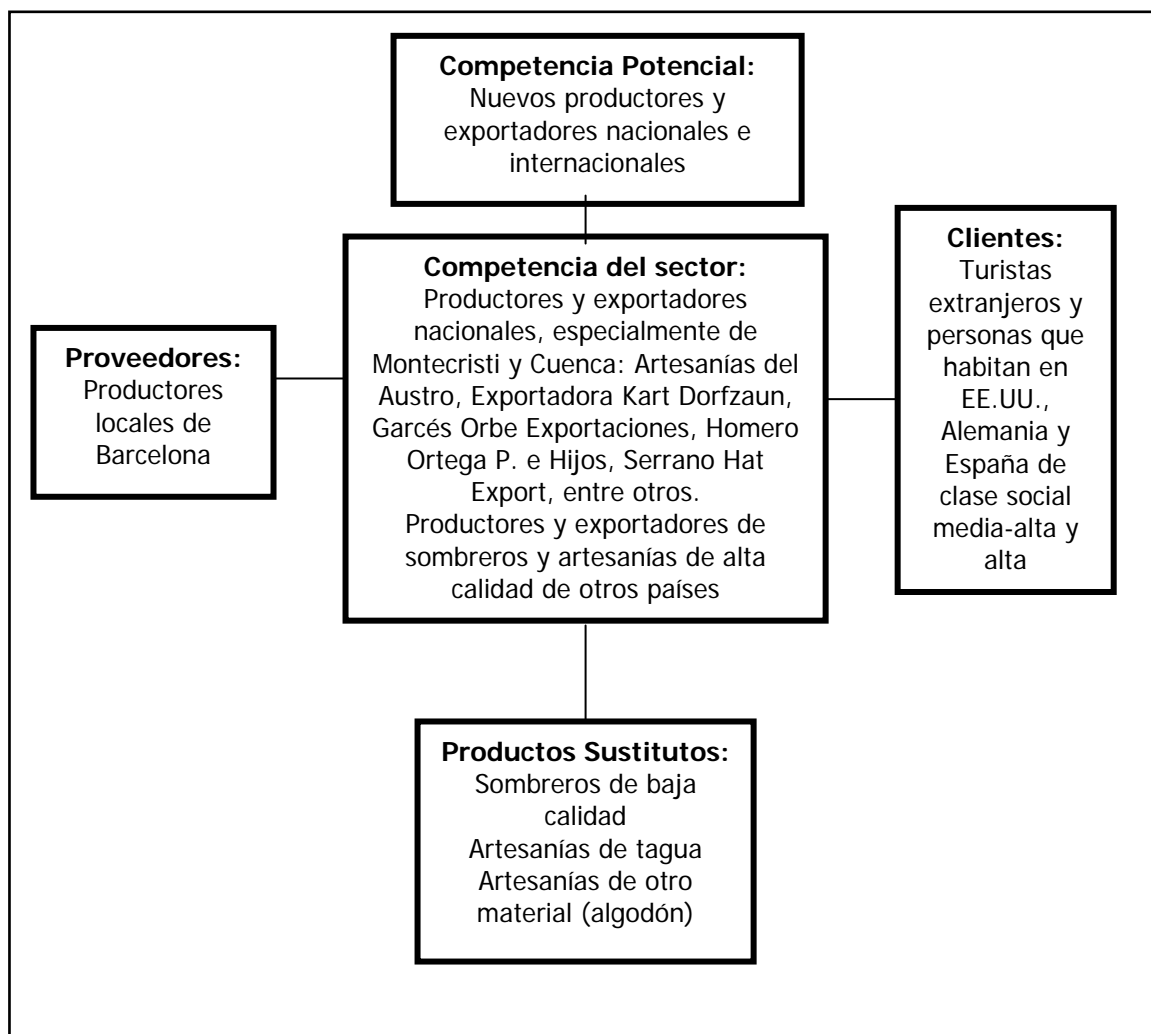 Competencia Potencial:
Nuevos productores y
exportadores nacionales e
internacionales
Competencia del sector:
Productores y exportadores
nacionales, especialmente de
Montecristi y Cuenca: Artesanías del
Austro, Exportadora Kart Dorfzaun,
Garcés Orbe Exportaciones, Homero
Ortega P. e Hijos, Serrano Hat
Export, entre otros.
Productores y exportadores de
sombreros y artesanías de alta
calidad de otros países
Clientes:
Turistas
extranjeros y
personas que
habitan en
EE.UU.,
Alemania y
España de
clase social
media-alta y
alta
Proveedores:
Productores
locales de
Barcelona
Productos Sustitutos:
Sombreros de baja
calidad
Artesanías de tagua
Artesanías de otro
material (algodón)